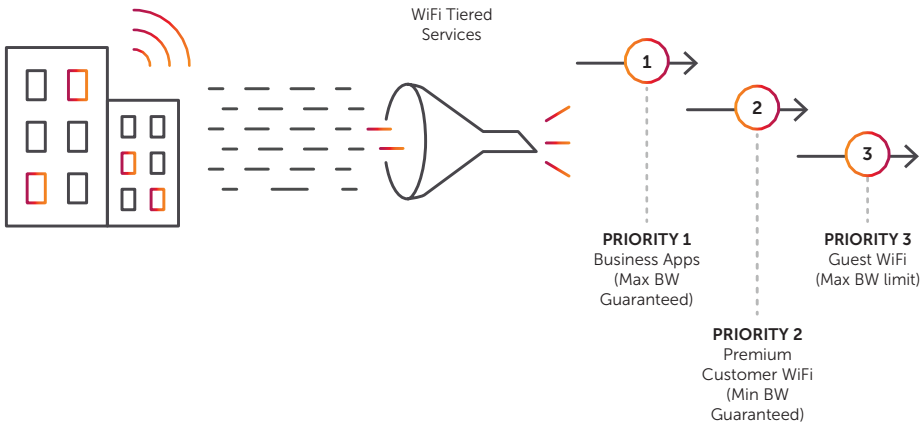 WiFi Tiered
Services
1
2
3
PRIORITY 1
Business Apps
(Max BW
Guaranteed)
PRIORITY 2
Premium
Customer WiFi
(Min BW
Guaranteed)
PRIORITY 3
Guest WiFi
(Max BW limit)